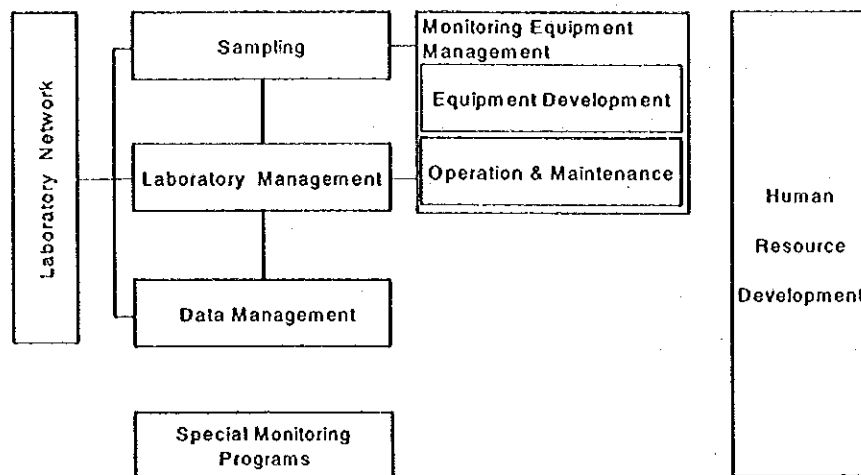 Laboratory Network
Sampling
Laboratory Management
Data Management
Special Monitoring
Programs
Monitoring Equipment
Management
Equipment Development
Operation & Maintenance
Human
Resource
Development